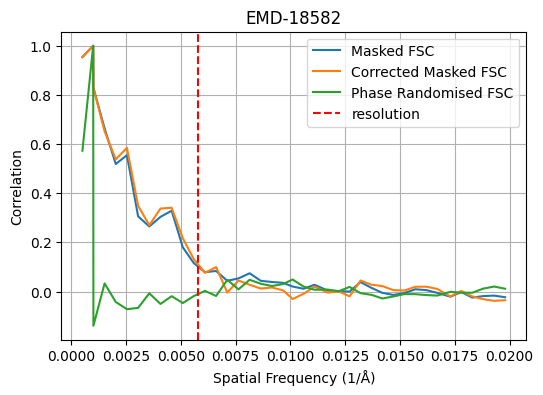 EMD-18582
Masked FSC
Corrected Masked FSC
Phase Randomised FSC
resolution
Correlation
1.0
0.8
0.6
0.4
0.2
0.0
0.0000 0.0025 0.0050 0.0075 0.0100 0.0125 0.0150 0.0175 0.0200
Spatial Frequency (1/Å)